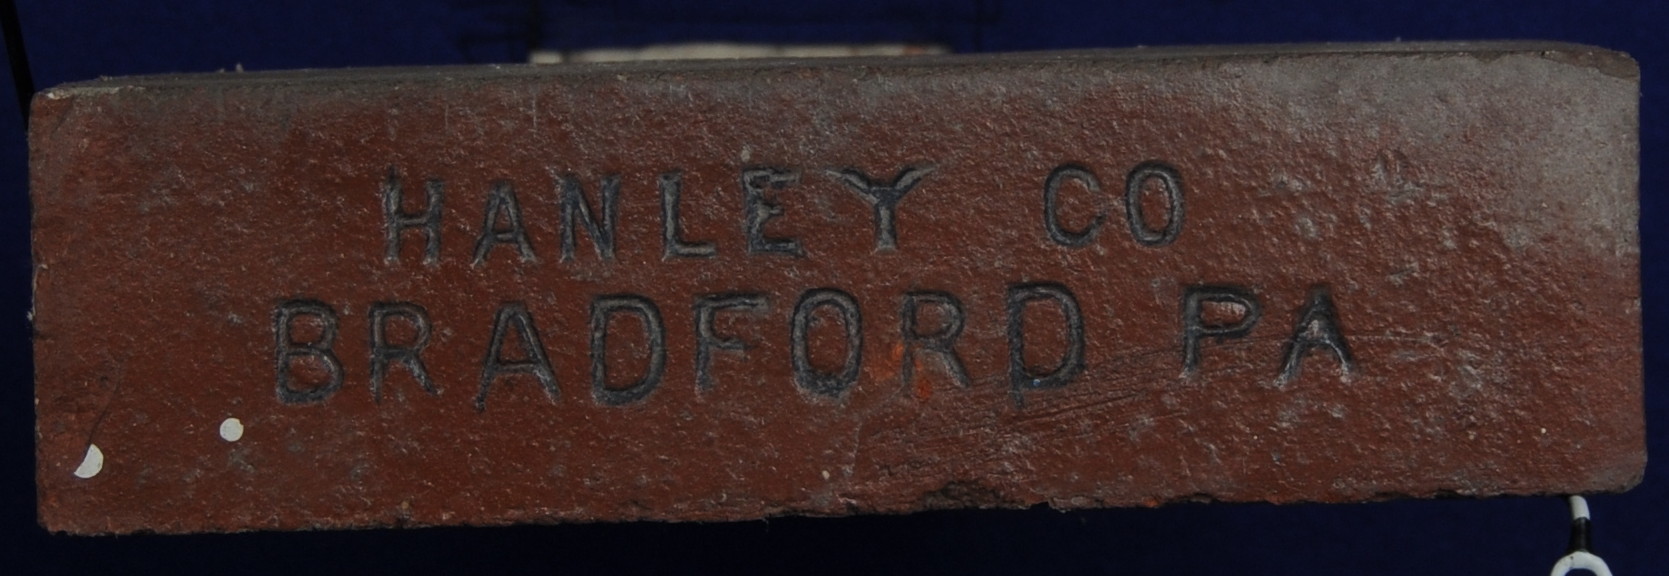 HANLEY CO
BRADFORD PA